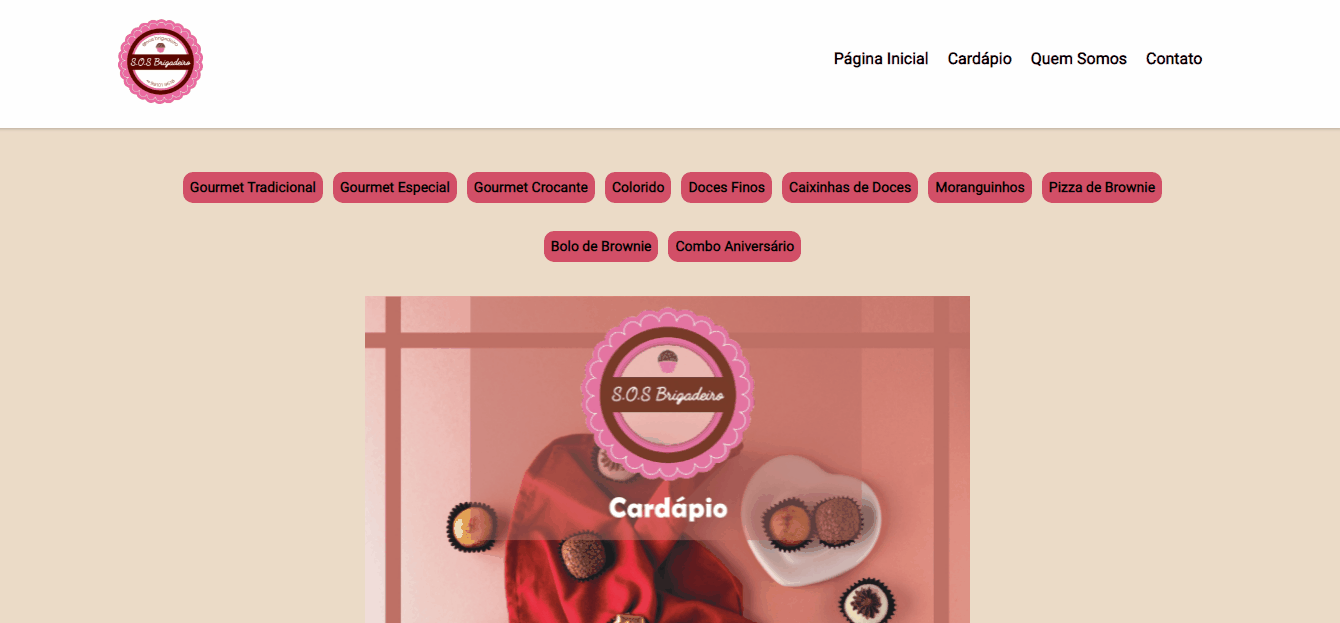 S.O.S Brigadeiro
Página Inicial Cardápio Quem Somos Contato
Gourmet Tradicional Gourmet Especial Gourmet Crocante Colorido Doces Finos Caixinhas de Doces Moranguinhos Pizza de Brownie
Bolo de Brownie Combo Aniversário
S.O.S Brigadeiro
Cardápio